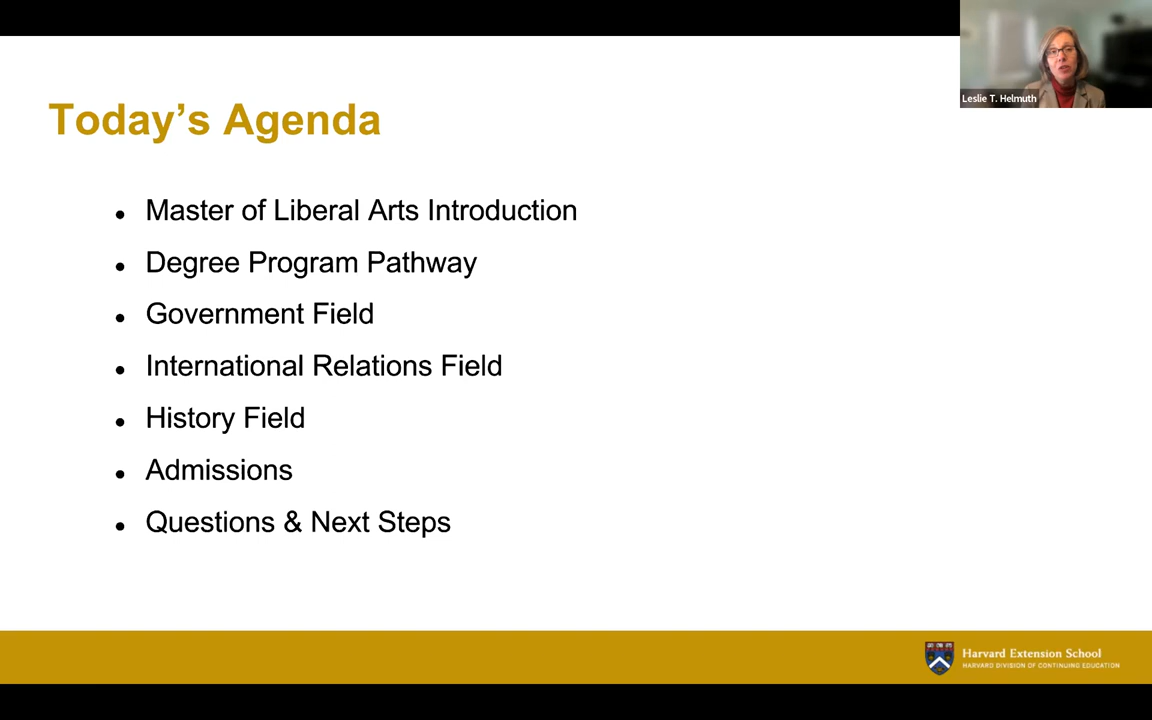 Leslie T. Helmuth
Today’s Agenda
• Master of Liberal Arts Introduction
• Degree Program Pathway
• Government Field
• International Relations Field
• History Field
• Admissions
• Questions & Next Steps
Harvard Extension School
HARVARD DIVISION OF CONTINUING EDUCATION